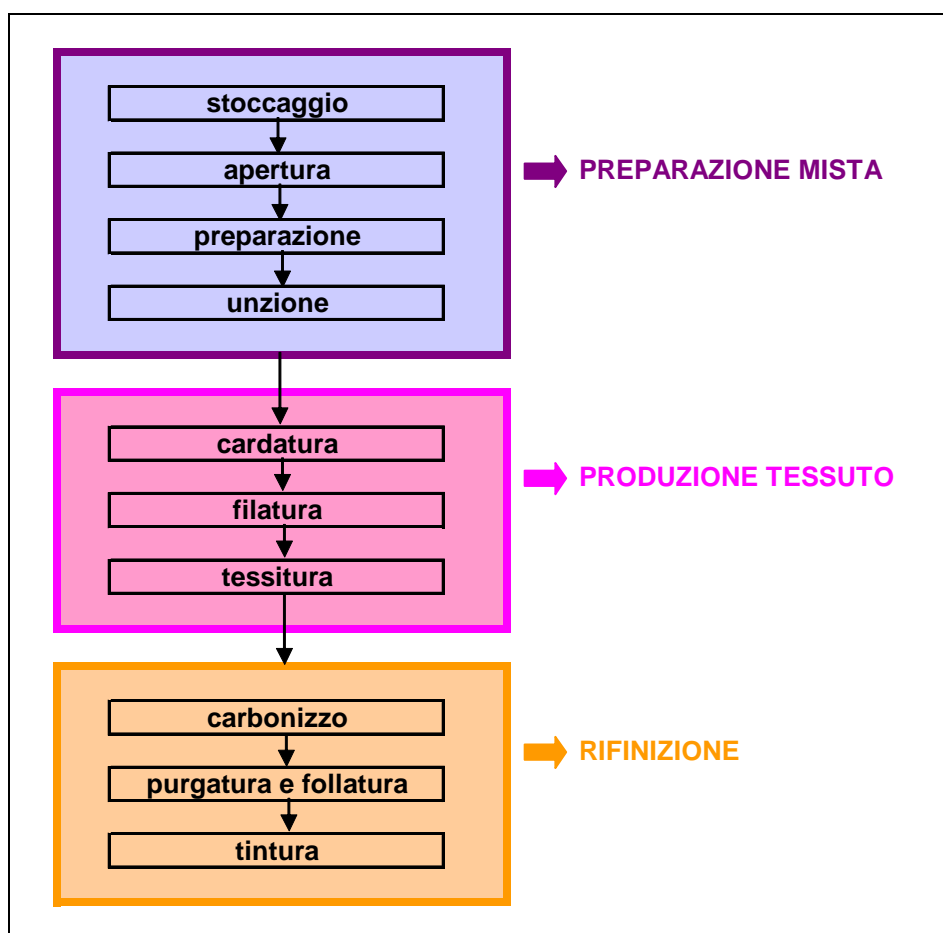 stoccaggio
apertura
PREPARAZIONE MISTA
preparazione
unzione
cardatura
PRODUZIONE TESSUTO
filatura
tessitura
carbonizzo
RIFINIZIONE
purgatura e follatura
tintura